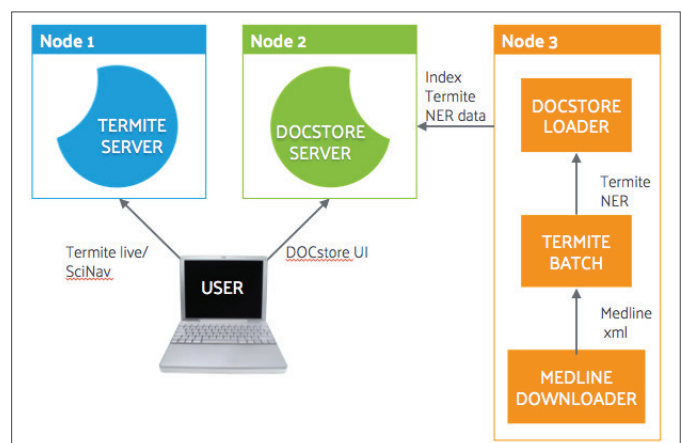 Node 1
TERMITE
SERVER
Node 2
DOCSTORE
SERVER
Index
Termite
NER data
Node 3
DOCSTORE
LOADER
Termite
NER
TERMITE
BATCH
Medline
xml
MEDLINE
DOWNLOADER
Termite live/
SciNav
DOCstore UI
USER